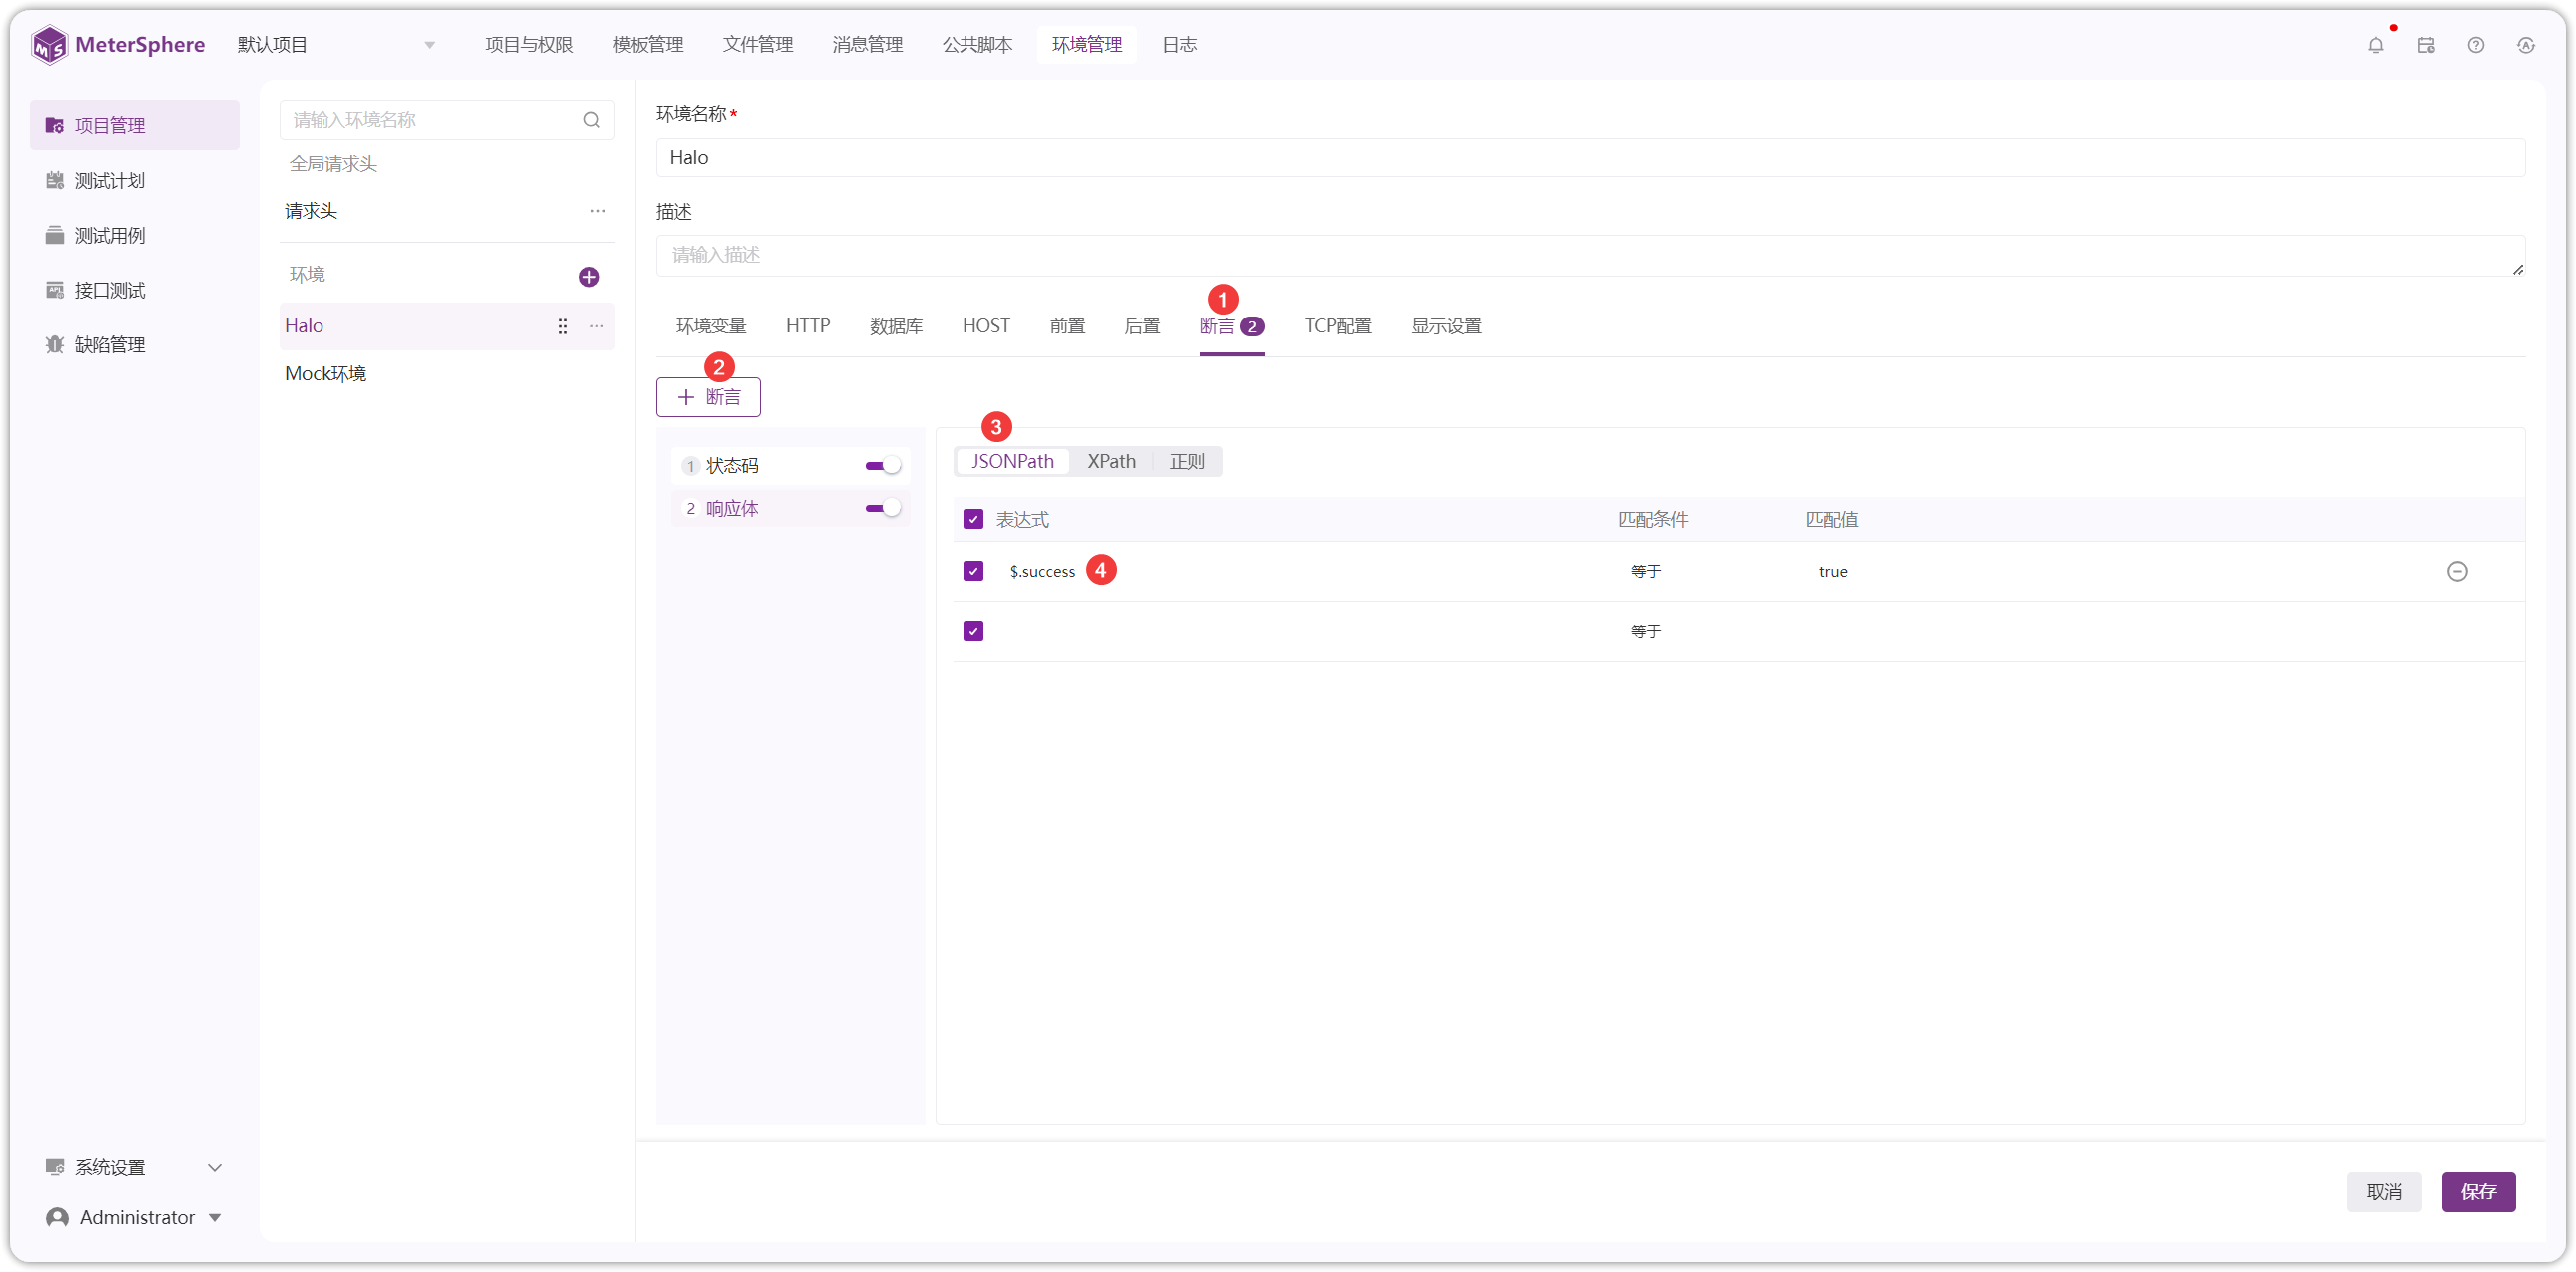 MeterSphere 默认项目 项目与权限 模板管理 文件管理 消息管理 公共脚本 环境管理 日志
项目管理
测试计划
测试用例
接口测试
缺陷管理
系统设置
Administrator
请输入环境名称
全局请求头
请求头
环境
Halo
Mock环境
环境名称*
Halo
描述
请输入描述
1
环境变量 HTTP 数据库 HOST 前置 后置 断言 2 TCP配置 显示设置
2
+ 断言
1 状态码
2 响应体
3
JSONPath XPath 正则
表达式 匹配条件 匹配值
$.success 4 等于 true
等于
取消 保存